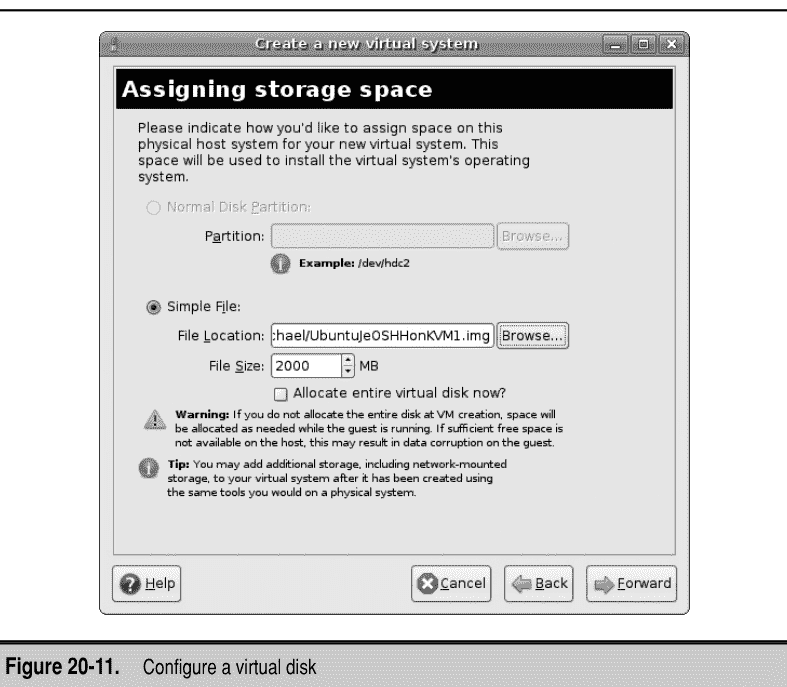 Create a new virtual system
Assigning storage space
Please indicate how you'd like to assign space on this
physical host system for your new virtual system. This
space will be used to install the virtual system's operating
system.
Normal Disk Partition:
Partition:
Browse...
Example: /dev/hdc2
Simple File:
File Location: :hael/UbuntuJeOSHHonKVM1.img Browse...
File Size: 2000 MB
Allocate entire virtual disk now?
Warning: If you do not allocate the entire disk at VM creation, space will
be allocated as needed while the guest is running. If sufficient free space is
not available on the host, this may result in data corruption on the guest.
Tip: You may add additional storage, including network-mounted
storage, to your virtual system after it has been created using
the same tools you would on a physical system.
Help Cancel Back Forward
Figure 20-11. Configure a virtual disk